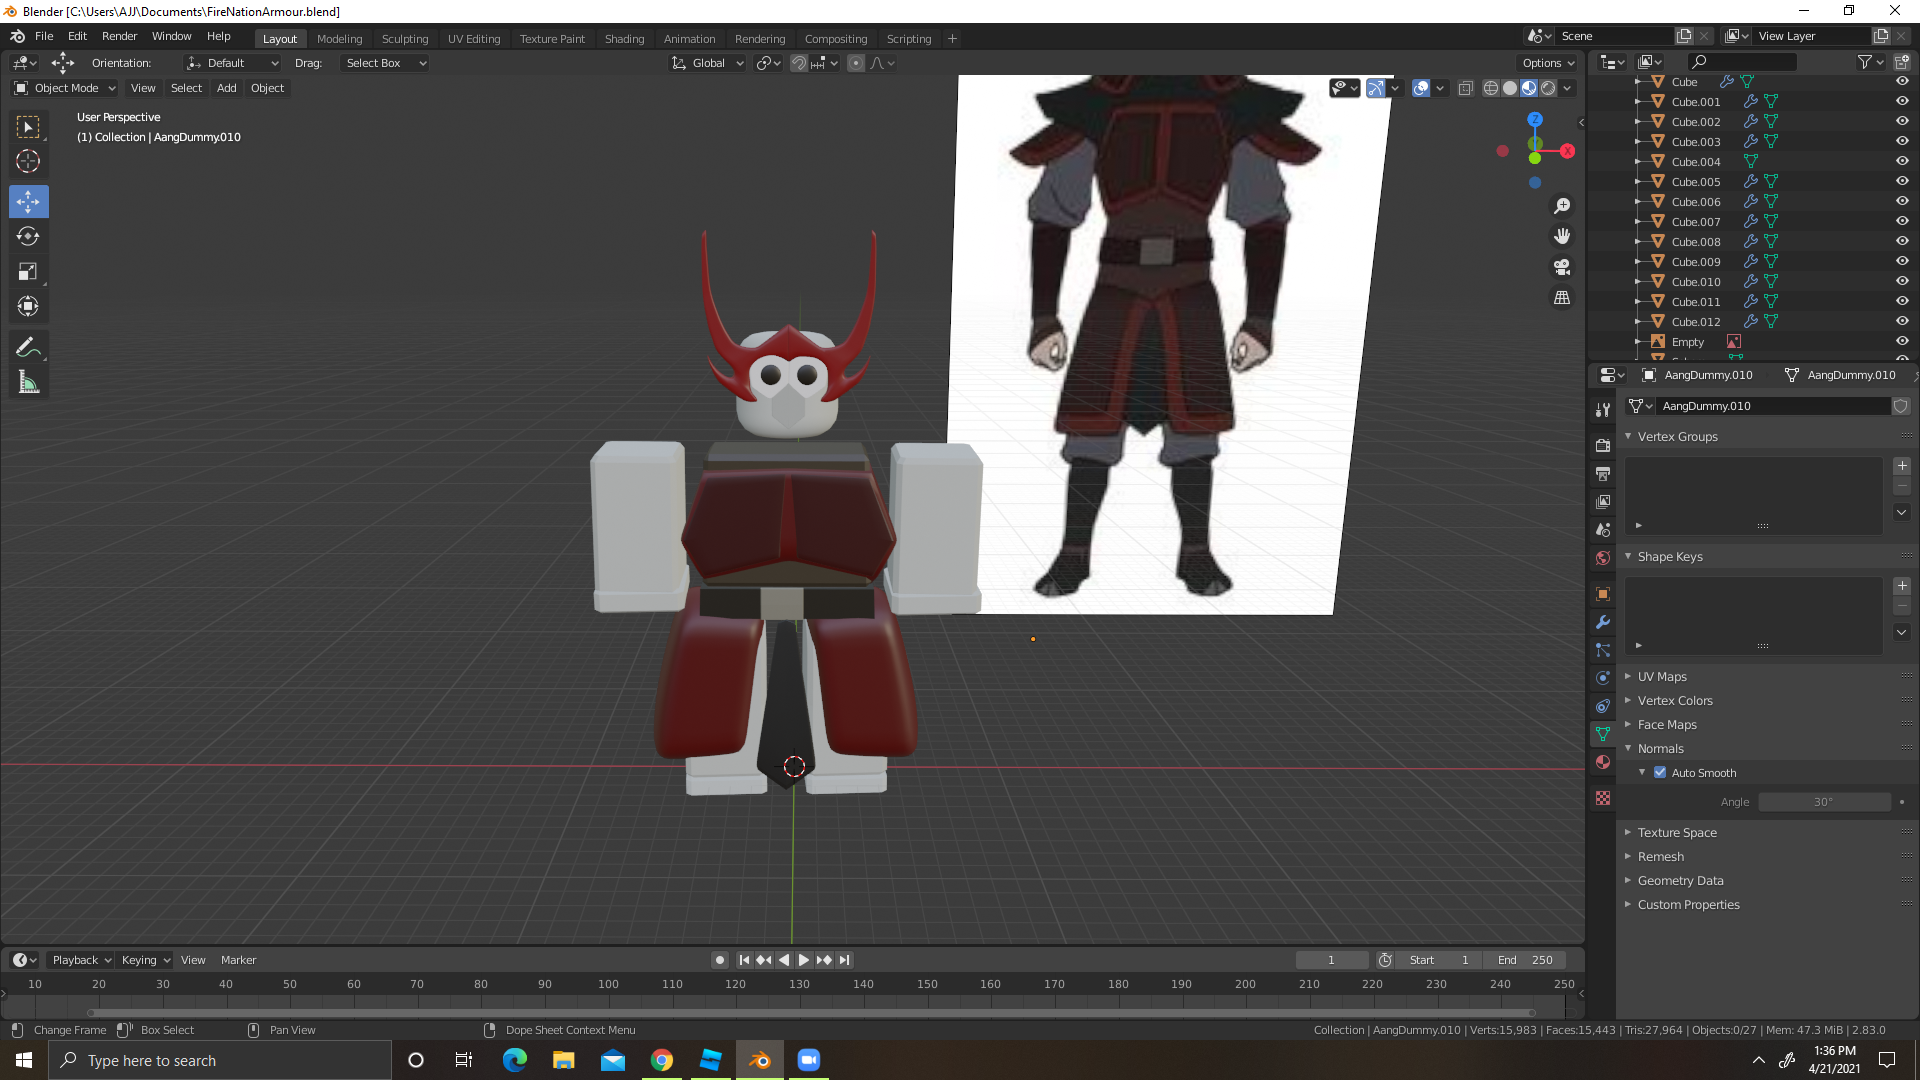 Blender [C:\Users\AJJ\Documents\FireNationArmour.blend]
File Edit Render Window Help Layout Modeling Sculpting UV Editing Texture Paint Shading Animation Rendering Compositing Scripting + Scene View Layer
Orientation: Default Drag: Select Box Global Options
Object Mode View Select Add Object
User Perspective
(1) Collection | AangDummy.010
Z
X
Cube
Cube.001
Cube.002
Cube.003
Cube.004
Cube.005
Cube.006
Cube.007
Cube.008
Cube.009
Cube.010
Cube.011
Cube.012
Empty
AangDummy.010 AangDummy.010
AangDummy.010
Vertex Groups
Shape Keys
UV Maps
Vertex Colors
Face Maps
Normals
Auto Smooth
Angle 30°
Texture Space
Remesh
Geometry Data
Custom Properties
Playback Keying View Marker 1 Start 1 End 250
10 20 30 40 50 60 70 80 90 100 110 120 130 140 150 160 170 180 190 200 210 220 230 240 250
Change Frame Box Select Pan View Dope Sheet Context Menu Collection | AangDummy.010 | Verts:15,983 | Faces:15,443 | Tris:27,964 | Objects:0/27 | Mem: 47.3 MiB | 2.83.0
Type here to search
1:36 PM
4/21/2021